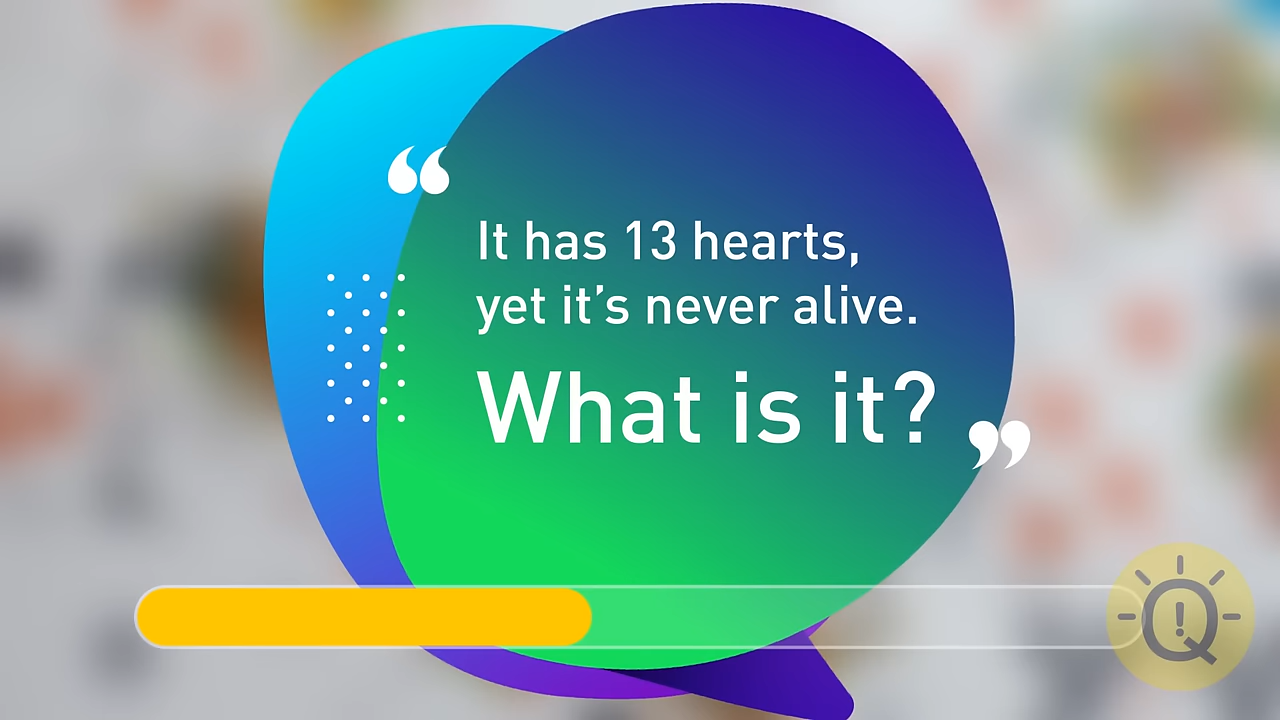 “
It has 13 hearts,
yet it’s never alive.
What is it?
”
Q!